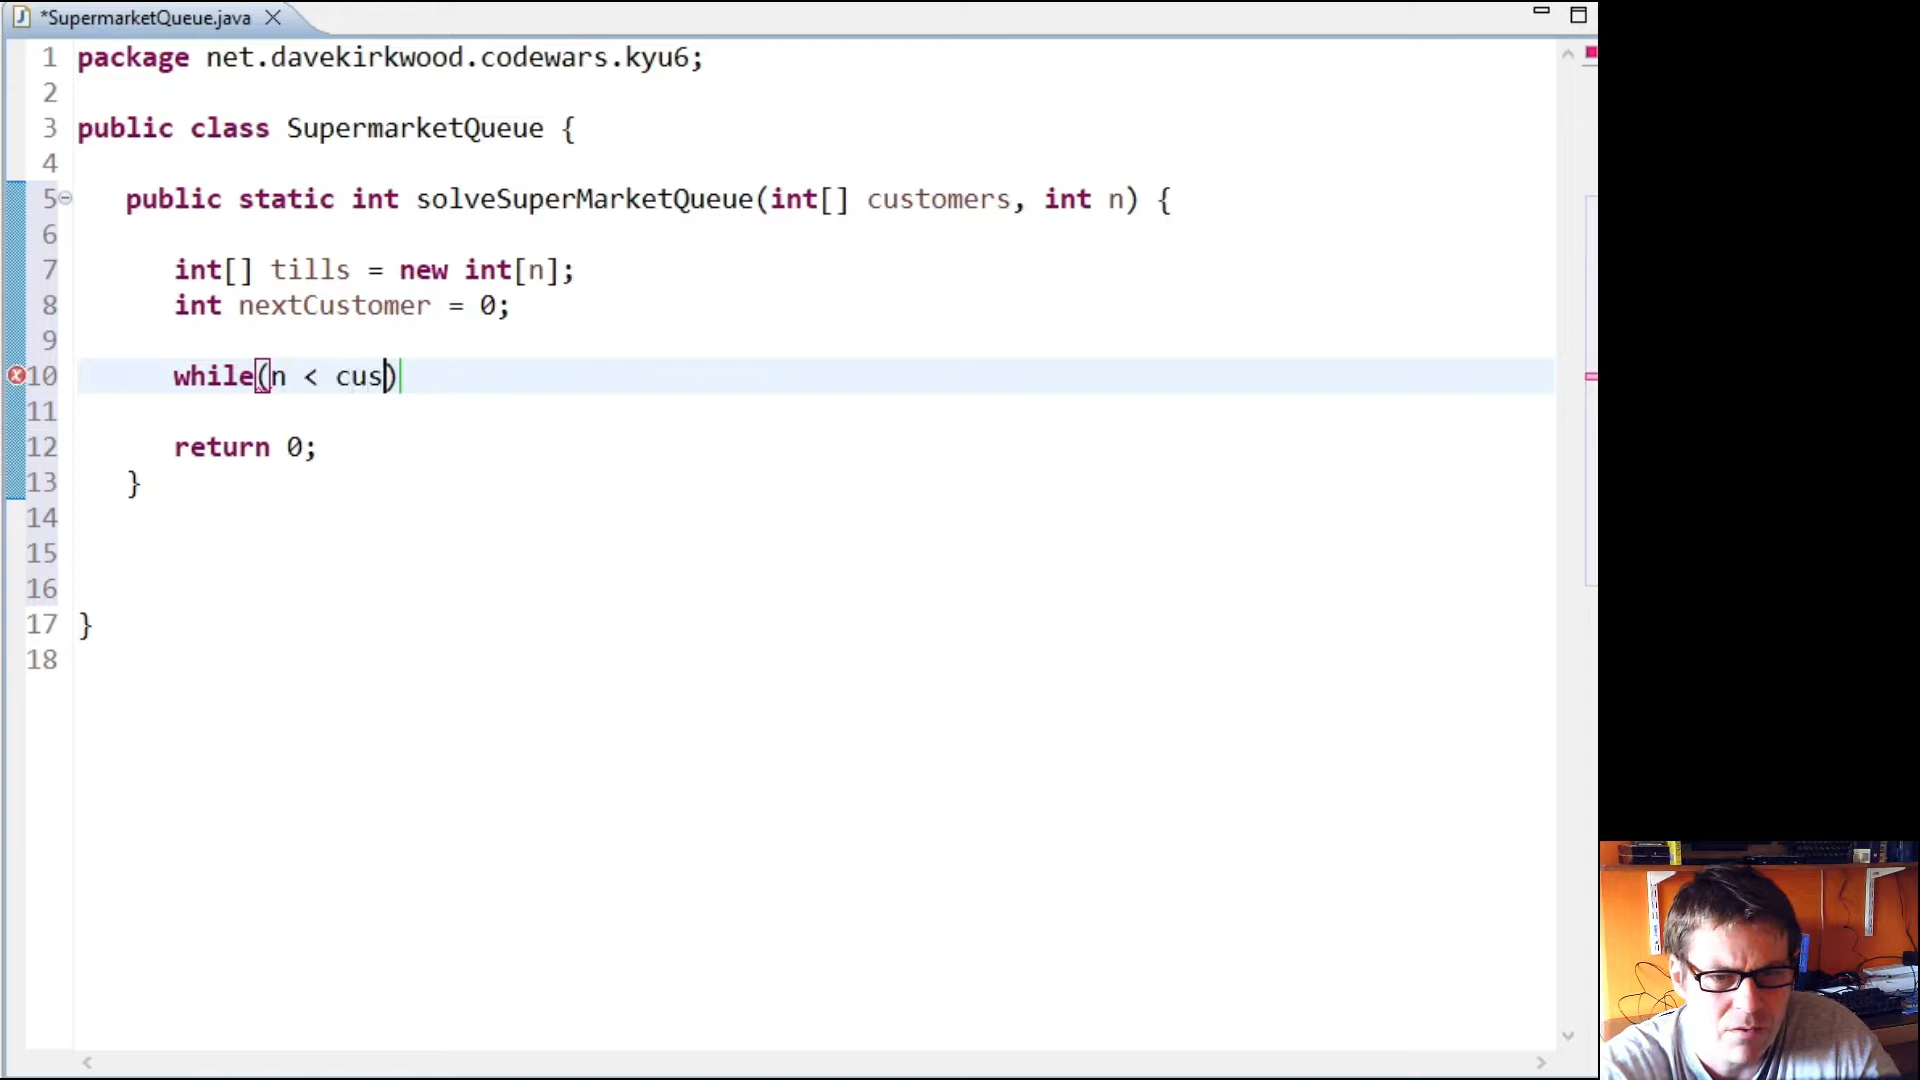 *SupermarketQueue.java
1 package net.davekirkwood.codewars.kyu6;
2
3 public class SupermarketQueue {
4
5 public static int solveSuperMarketQueue(int[] customers, int n) {
6
7 int[] tills = new int[n];
8 int nextCustomer = 0;
9
10 while(n < cus)
11
12 return 0;
13 }
14
15
16
17 }
18